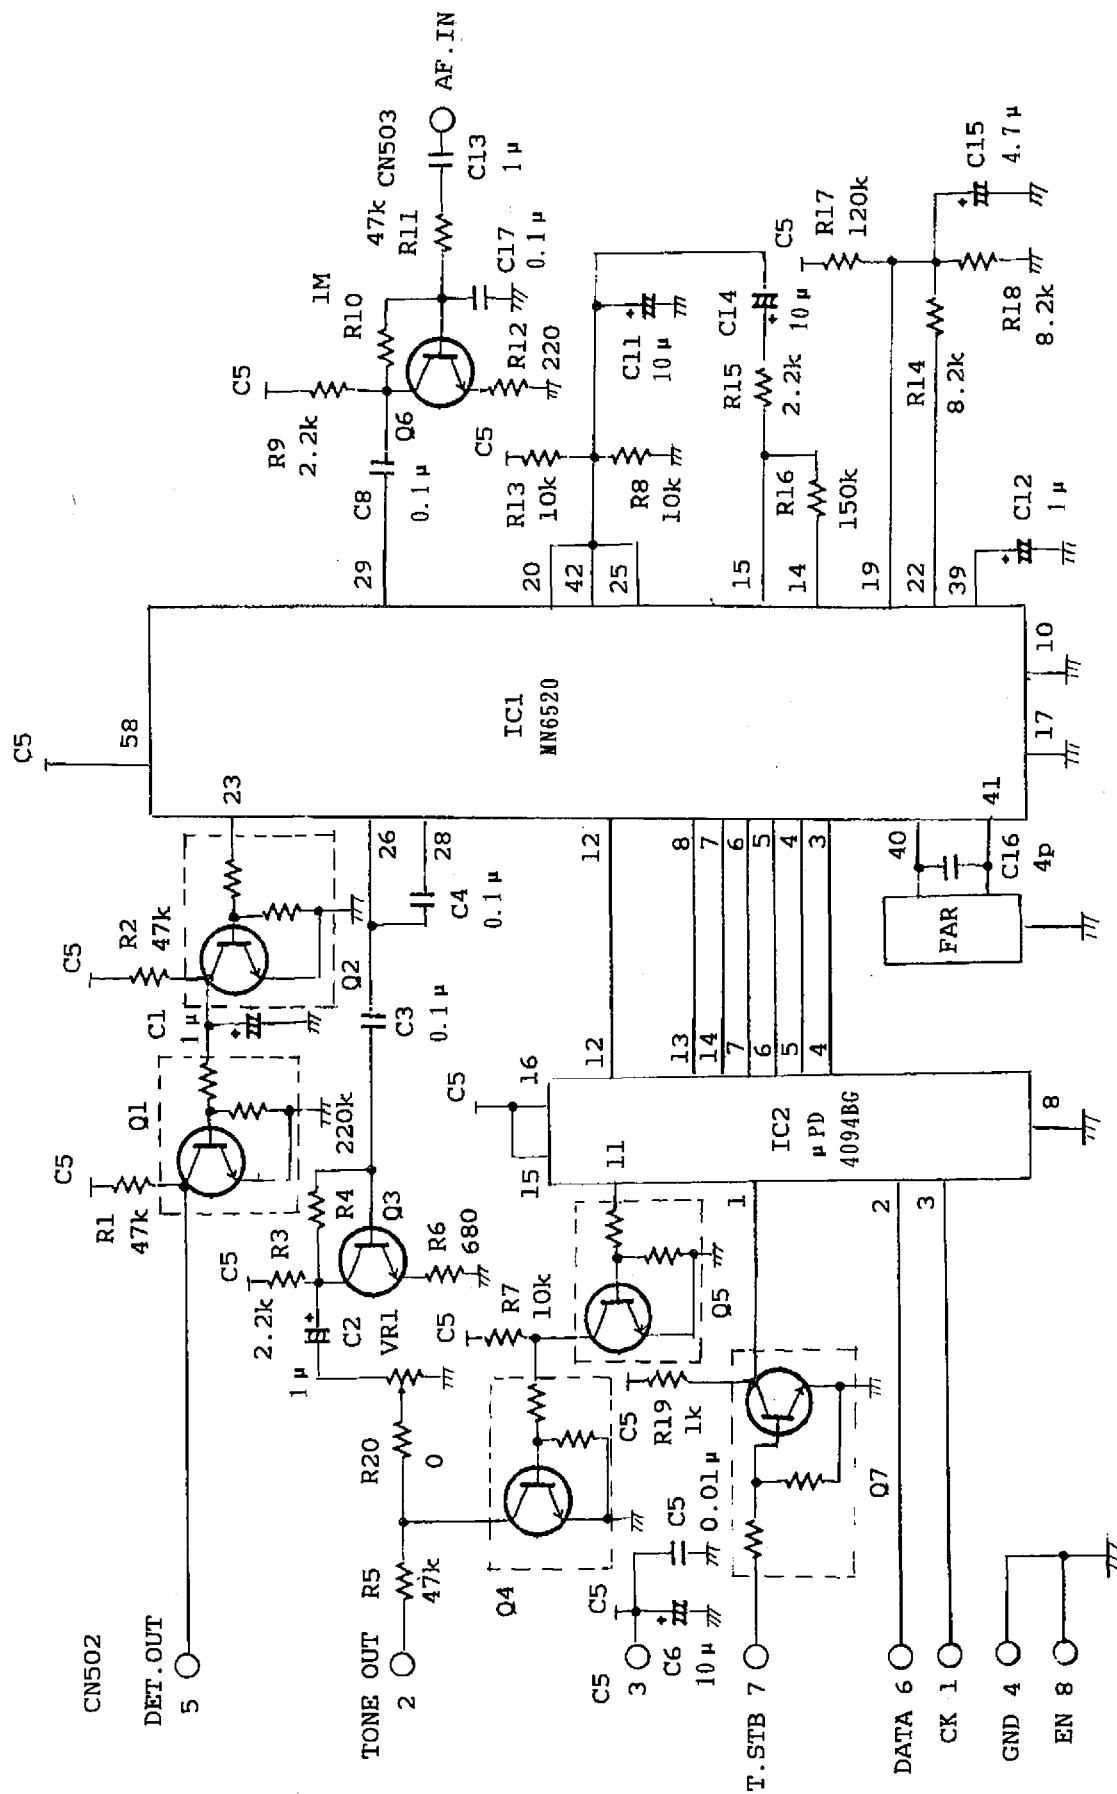 CN502
DET.OUT
5
TONE OUT
2
C5
3
T.STB 7
DATA 6
CK 1
GND 4
EN 8
C5
R1
47k
Q1
C1
1μ
C5
R2
47k
Q2
23
C5
58
220k
C5
R3
2.2k
R4
Q3
R6
680
1μ
C2
VR1
R20
0
R5
47k
C3
0.1μ
C4
0.1μ
26
28
Q4
C5
R7
10k
Q5
C5
C6
10μ
C5
0.01μ
C5
R19
1k
Q7
C5
16
15
11
12
13
14
7
6
5
4
1
2
3
8
IC2
μPD
4094BG
12
8
7
6
5
4
3
40
41
C16
4p
FAR
IC1
MN6520
17
10
29
20
42
25
15
14
19
22
39
C5
R9
2.2k
C8
0.1μ
Q6
1M
R10
47k
R11
CN503
AF.IN
C13
1μ
C17
0.1μ
R12
220
C5
R13
10k
R8
10k
C11
10μ
C14
10μ
R15
2.2k
R16
150k
C5
R17
120k
R14
8.2k
R18
8.2k
C15
4.7μ
C12
1μ